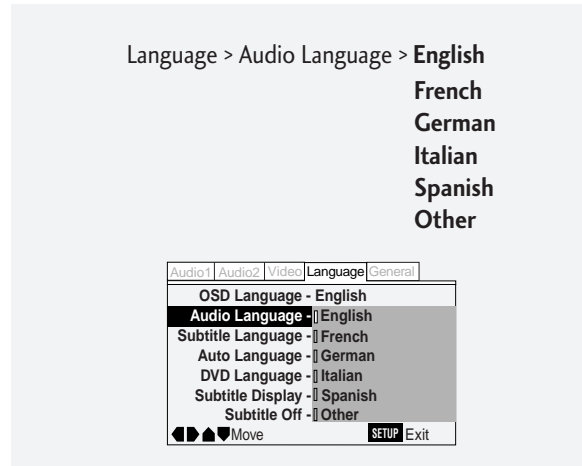 Language > Audio Language > English
French
German
Italian
Spanish
Other
Audio1 Audio2 Video Language General
OSD Language - English
Audio Language - English
Subtitle Language - French
Auto Language - German
DVD Language - Italian
Subtitle Display - Spanish
Subtitle Off - Other
Move SETUP Exit